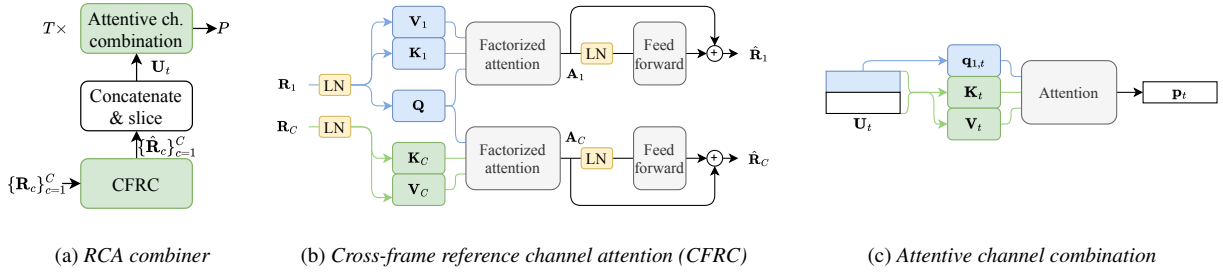 T×
Attentive ch.
combination
P
U_t
Concatenate
& slice
{R̂_c}_{c=1}^C
{R_c}_{c=1}^C
CFRC
(a) RCA combiner
R_1
LN
V_1
K_1
Q
Factorized
attention
A_1
LN
Feed
forward
+
R̂_1
R_C
LN
K_C
V_C
Factorized
attention
A_C
LN
Feed
forward
+
R̂_C
(b) Cross-frame reference channel attention (CFRC)
U_t
q_{1,t}
K_t
V_t
Attention
p_t
(c) Attentive channel combination